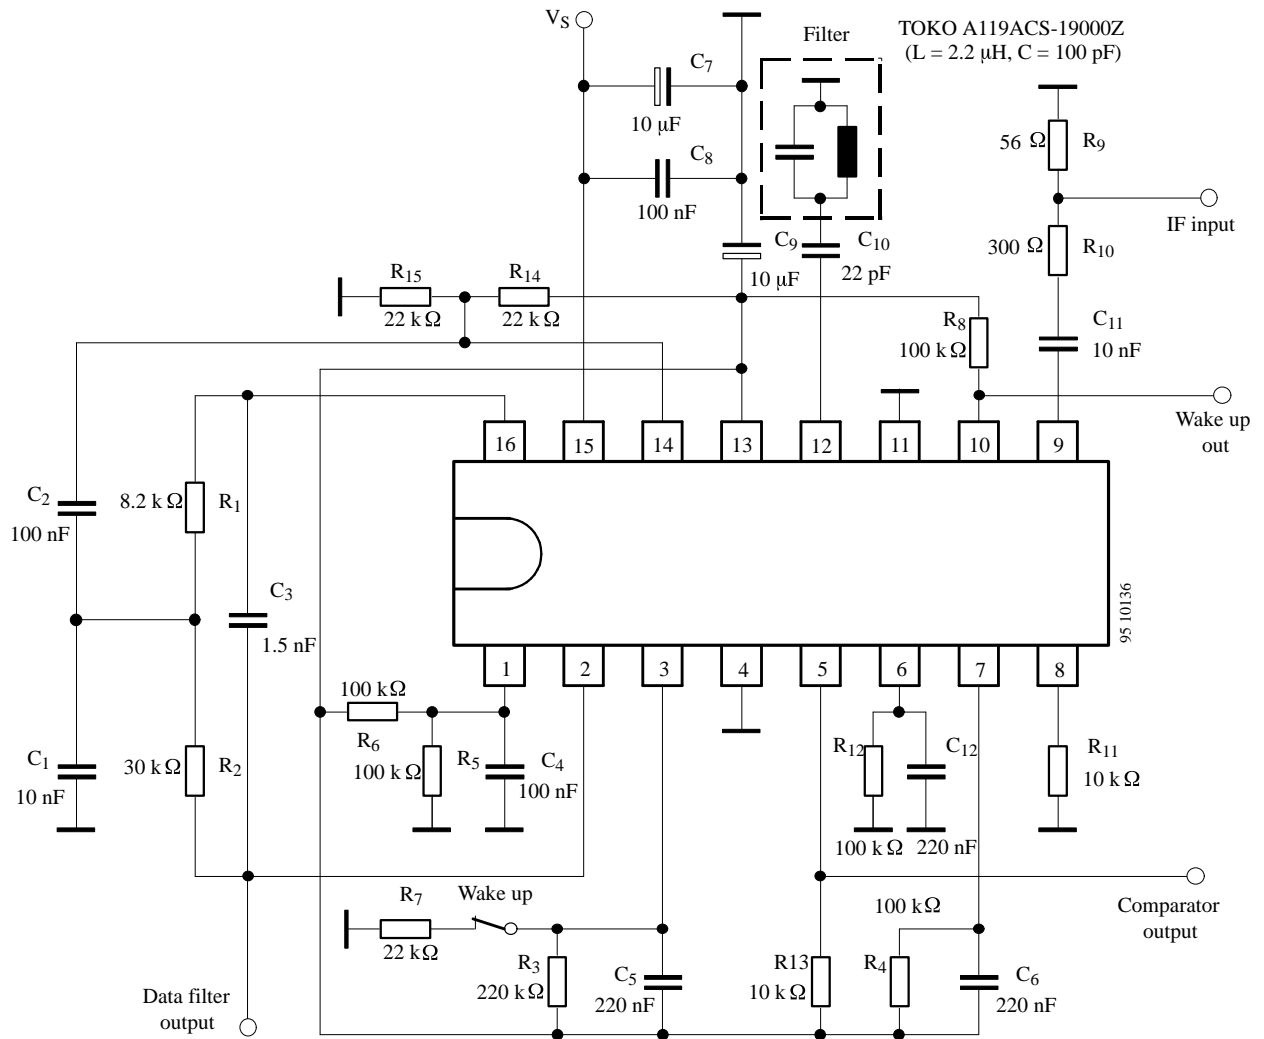 V_S
TOKO A119ACS-19000Z
(L = 2.2 µH, C = 100 pF)
Filter
C7
10 µF
C8
100 nF
56 Ω
R9
IF input
C9
10 µF
C10
22 pF
300 Ω
R10
R15
22 kΩ
R14
22 kΩ
R8
100 kΩ
C11
10 nF
Wake up
out
16
15
14
13
12
11
10
9
C2
100 nF
8.2 kΩ
R1
C3
1.5 nF
95 10136
1
2
3
4
5
6
7
8
100 kΩ
R6
100 kΩ
R5
C4
100 nF
C1
10 nF
30 kΩ
R2
R12
100 kΩ
C12
220 nF
R11
10 kΩ
R7
22 kΩ
Wake up
100 kΩ
Comparator
output
R3
220 kΩ
C5
220 nF
R13
10 kΩ
R4
C6
220 nF
Data filter
output